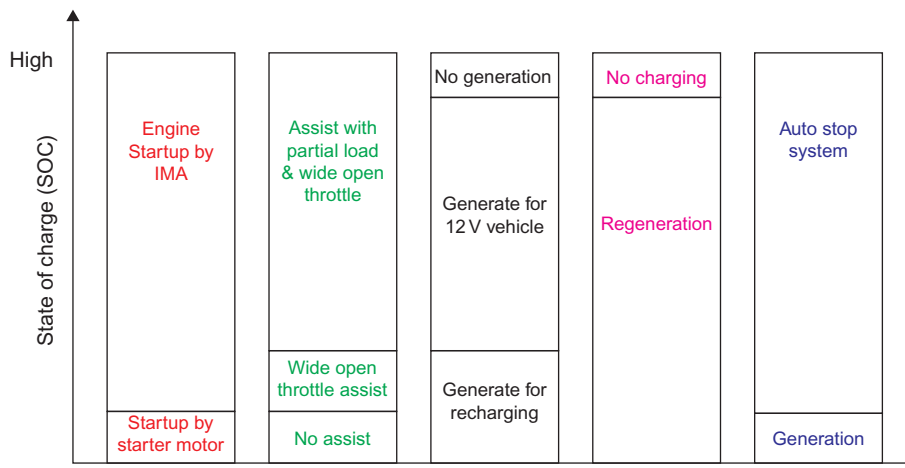 High
State of charge (SOC)
Engine
Startup by
IMA
Startup by
starter motor
Assist with
partial load
& wide open
throttle
Wide open
throttle assist
No assist
No generation
Generate for
12 V vehicle
Generate for
recharging
No charging
Regeneration
Auto stop
system
Generation